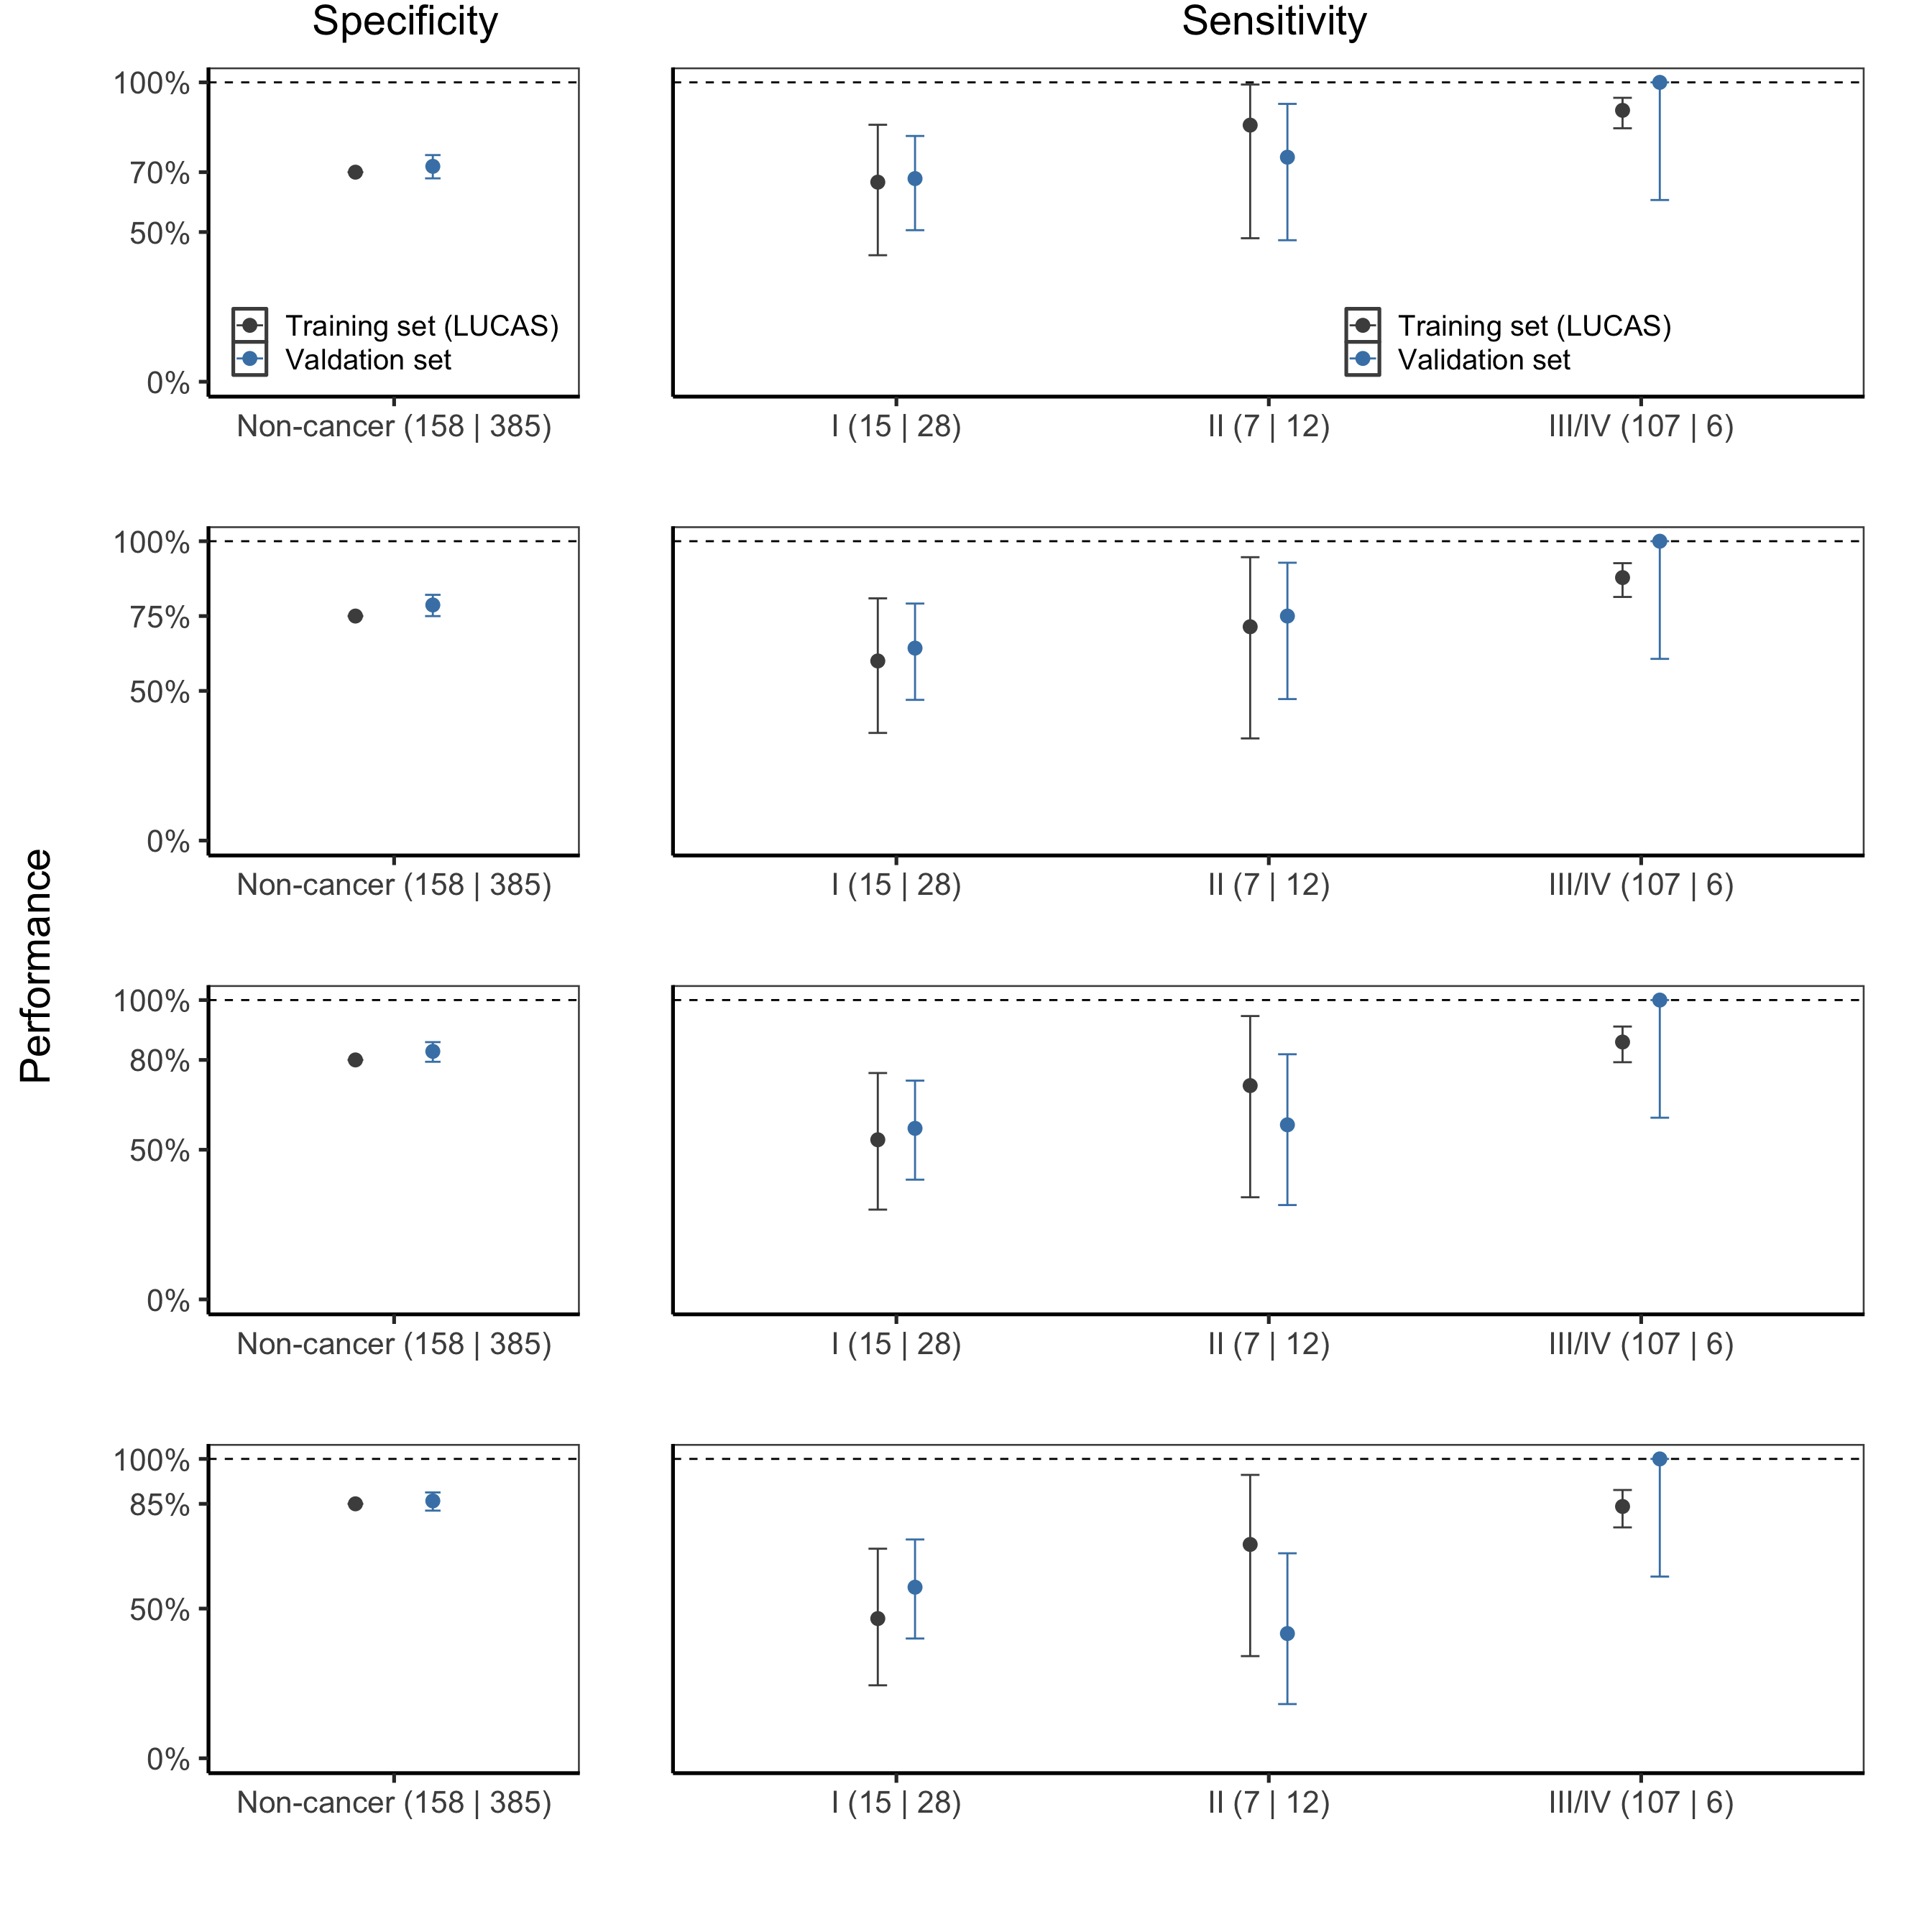 Specificity
Sensitivity
100%
70%
50%
0%
Training set (LUCAS)
Valdation set
Training set (LUCAS)
Validation set
Non-cancer (158 | 385)
I (15 | 28)
II (7 | 12)
III/IV (107 | 6)
100%
75%
50%
0%
Non-cancer (158 | 385)
I (15 | 28)
II (7 | 12)
III/IV (107 | 6)
Performance
100%
80%
50%
0%
Non-cancer (158 | 385)
I (15 | 28)
II (7 | 12)
III/IV (107 | 6)
100%
85%
50%
0%
Non-cancer (158 | 385)
I (15 | 28)
II (7 | 12)
III/IV (107 | 6)